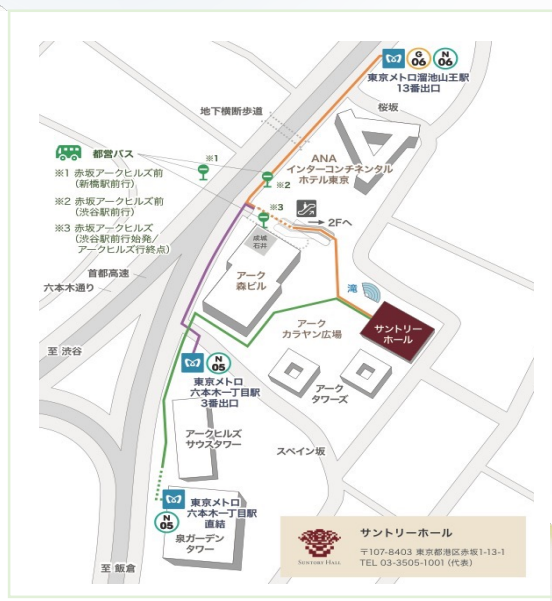 G 06
N 06
東京メトロ溜池山王駅
13番出口
桜坂
地下横断歩道
都営バス
※1
※1 赤坂アークヒルズ前
(新橋駅前行)
※2 赤坂アークヒルズ前
(渋谷駅前行)
※3 赤坂アークヒルズ
(渋谷駅前行始発/
アークヒルズ行終点)
※2
※3
ANA
インターコンチネンタル
ホテル東京
→ 2Fへ
成城
石井
首都高速
六本木通り
アーク
森ビル
滝
アーク
カラヤン広場
サントリー
ホール
至 渋谷
N 05
東京メトロ
六本木一丁目駅
3番出口
アーク
タワーズ
アークヒルズ
サウスタワー
スペイン坂
東京メトロ
六本木一丁目駅
直結
N 05
泉ガーデン
タワー
至 飯倉
SUNTORY HALL
サントリーホール
〒107-8403 東京都港区赤坂1-13-1
TEL 03-3505-1001 (代表)